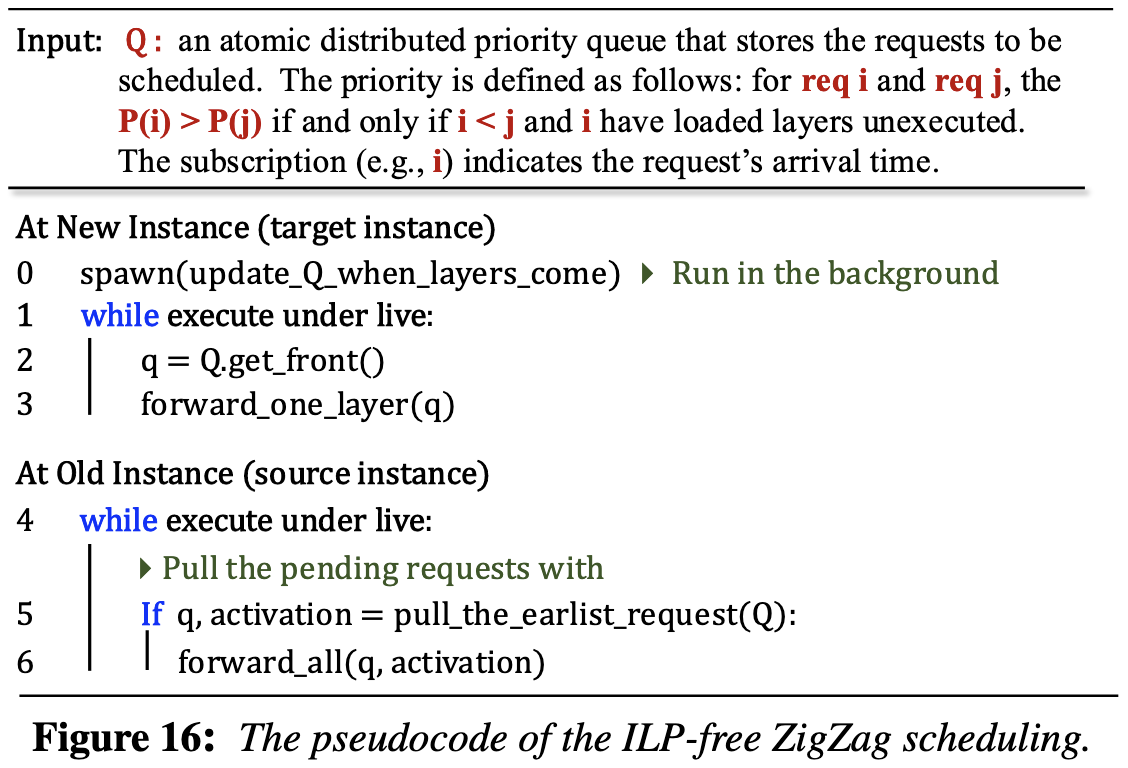 Input: Q : an atomic distributed priority queue that stores the requests to be
scheduled. The priority is defined as follows: for req i and req j, the
P(i) > P(j) if and only if i < j and i have loaded layers unexecuted.
The subscription (e.g., i) indicates the request’s arrival time.
At New Instance (target instance)
0 spawn(update_Q_when_layers_come) ▸ Run in the background
1 while execute under live:
2 q = Q.get_front()
3 forward_one_layer(q)
At Old Instance (source instance)
4 while execute under live:
▸ Pull the pending requests with
5 If q, activation = pull_the_earlist_request(Q):
6 forward_all(q, activation)
Figure 16: The pseudocode of the ILP-free ZigZag scheduling.